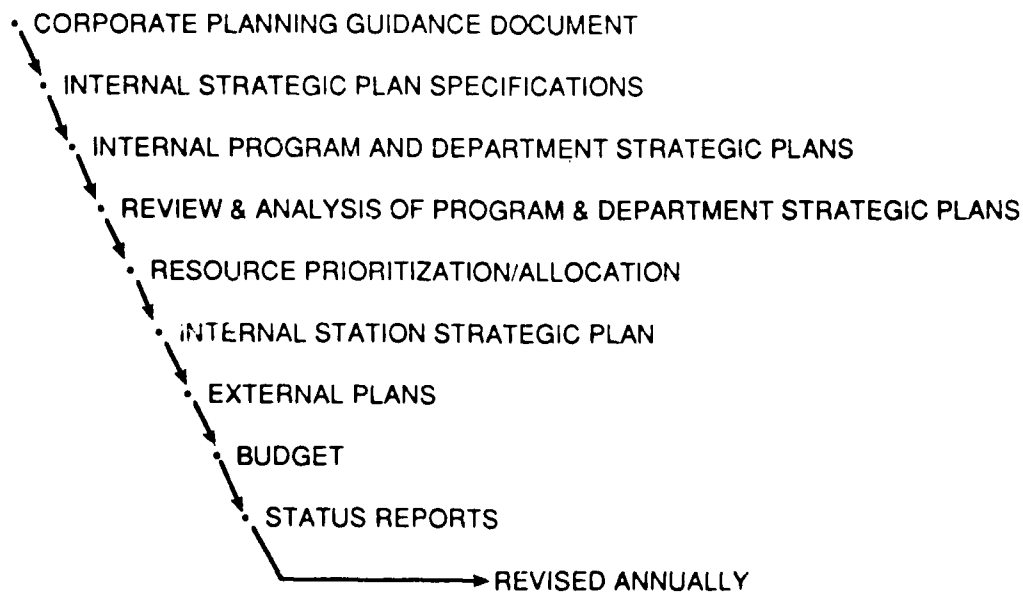 • CORPORATE PLANNING GUIDANCE DOCUMENT
• INTERNAL STRATEGIC PLAN SPECIFICATIONS
• INTERNAL PROGRAM AND DEPARTMENT STRATEGIC PLANS
• REVIEW & ANALYSIS OF PROGRAM & DEPARTMENT STRATEGIC PLANS
• RESOURCE PRIORITIZATION/ALLOCATION
• INTERNAL STATION STRATEGIC PLAN
• EXTERNAL PLANS
• BUDGET
• STATUS REPORTS
REVISED ANNUALLY